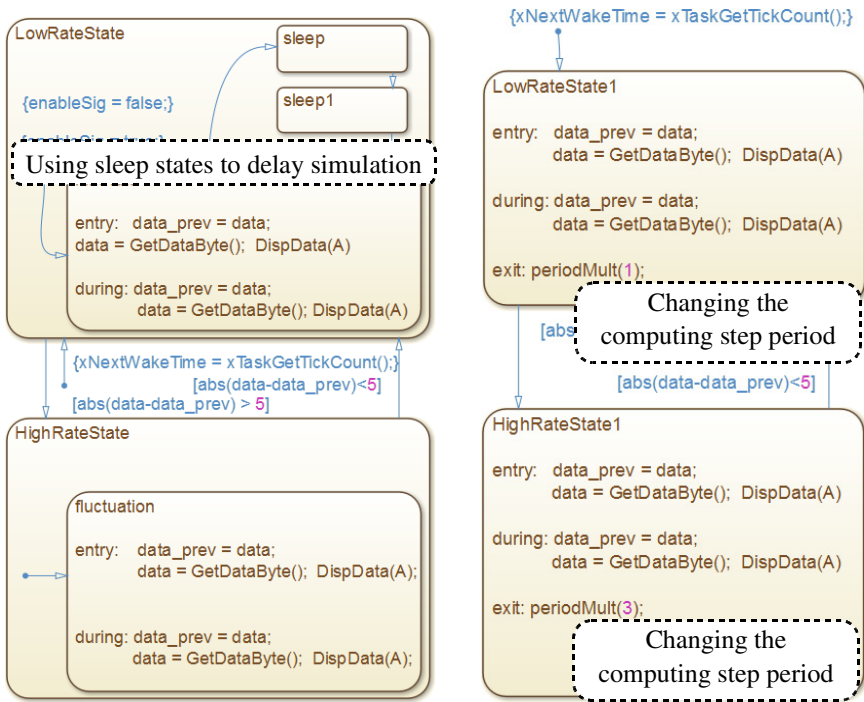 LowRateState
sleep
sleep1
{enableSig = false;}
Using sleep states to delay simulation
entry: data_prev = data;
data = GetDataByte(); DispData(A)
during: data_prev = data;
data = GetDataByte(); DispData(A)
{xNextWakeTime = xTaskGetTickCount();}
[abs(data-data_prev)<5]
[abs(data-data_prev) > 5]
HighRateState
fluctuation
entry: data_prev = data;
data = GetDataByte(); DispData(A);
during: data_prev = data;
data = GetDataByte(); DispData(A);
{xNextWakeTime = xTaskGetTickCount();}
LowRateState1
entry: data_prev = data;
data = GetDataByte(); DispData(A)
during: data_prev = data;
data = GetDataByte(); DispData(A)
exit: periodMult(1);
Changing the
computing step period
[abs
[abs(data-data_prev)<5]
HighRateState1
entry: data_prev = data;
data = GetDataByte(); DispData(A)
during: data_prev = data;
data = GetDataByte(); DispData(A)
exit: periodMult(3);
Changing the
computing step period